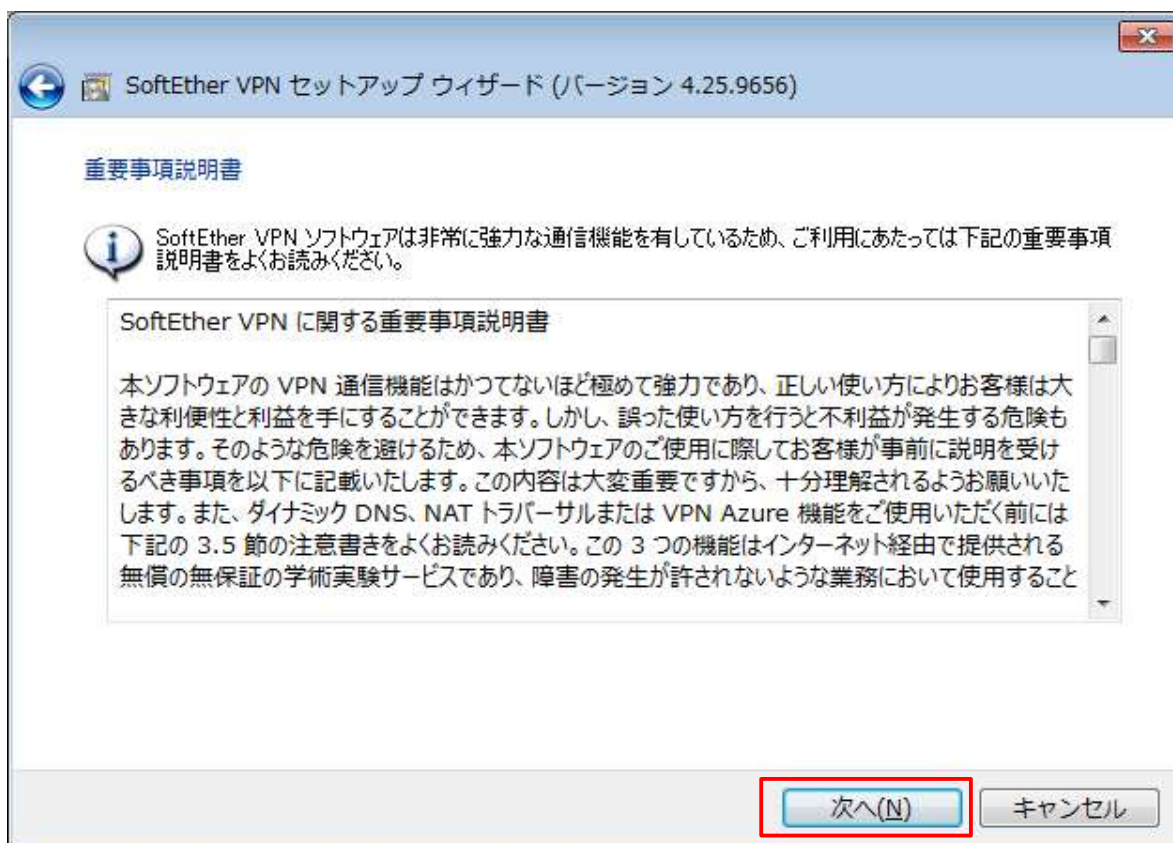 SoftEther VPN セットアップ ウィザード (バージョン 4.25.9656)
重要事項説明書
SoftEther VPN ソフトウェアは非常に強力な通信機能を有しているため、ご利用にあたっては下記の重要事項
説明書をよくお読みください。
SoftEther VPN に関する重要事項説明書
本ソフトウェアの VPN 通信機能はかつてないほど極めて強力であり、正しい使い方によりお客様は大
きな利便性と利益を手にすることができます。しかし、誤った使い方を行うと不利益が発生する危険も
あります。そのような危険を避けるため、本ソフトウェアのご使用に際してお客様が事前に説明を受け
るべき事項を以下に記載いたします。この内容は大変重要ですから、十分理解されるようお願いいた
します。また、ダイナミック DNS、NAT トラバーサルまたは VPN Azure 機能をご使用いただく前には
下記の 3.5 節の注意書きをよくお読みください。この 3 つの機能はインターネット経由で提供される
無償の無保証の学術実験サービスであり、障害の発生が許されないような業務において使用すること
次へ(N)
キャンセル